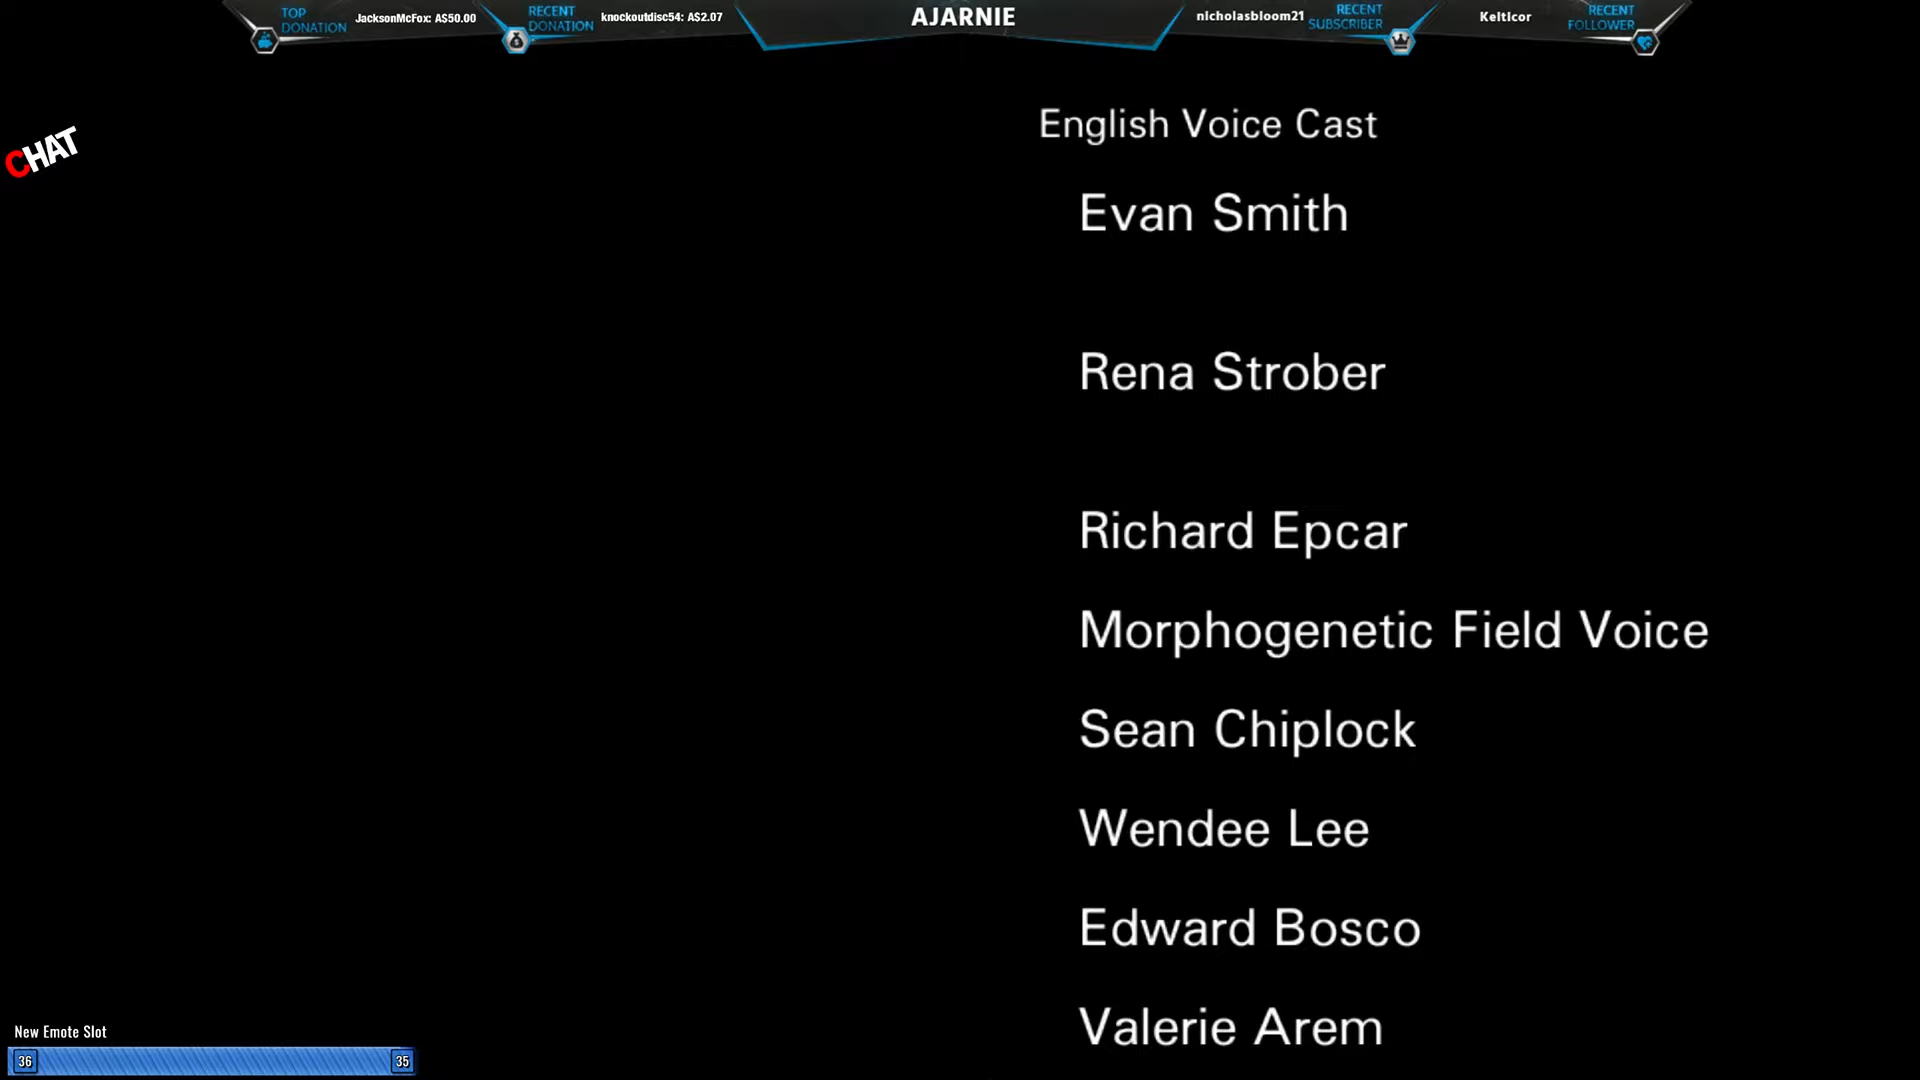 TOP DONATION
JacksonMcFox: A$50.00
RECENT DONATION
knockoutdisc54: A$2.07
AJARNIE
nicholasbloom21
RECENT SUBSCRIBER
Kelticor
RECENT FOLLOWER
CHAT
English Voice Cast
Evan Smith
Rena Strober
Richard Epcar
Morphogenetic Field Voice
Sean Chiplock
Wendee Lee
Edward Bosco
Valerie Arem
New Emote Slot
36 35